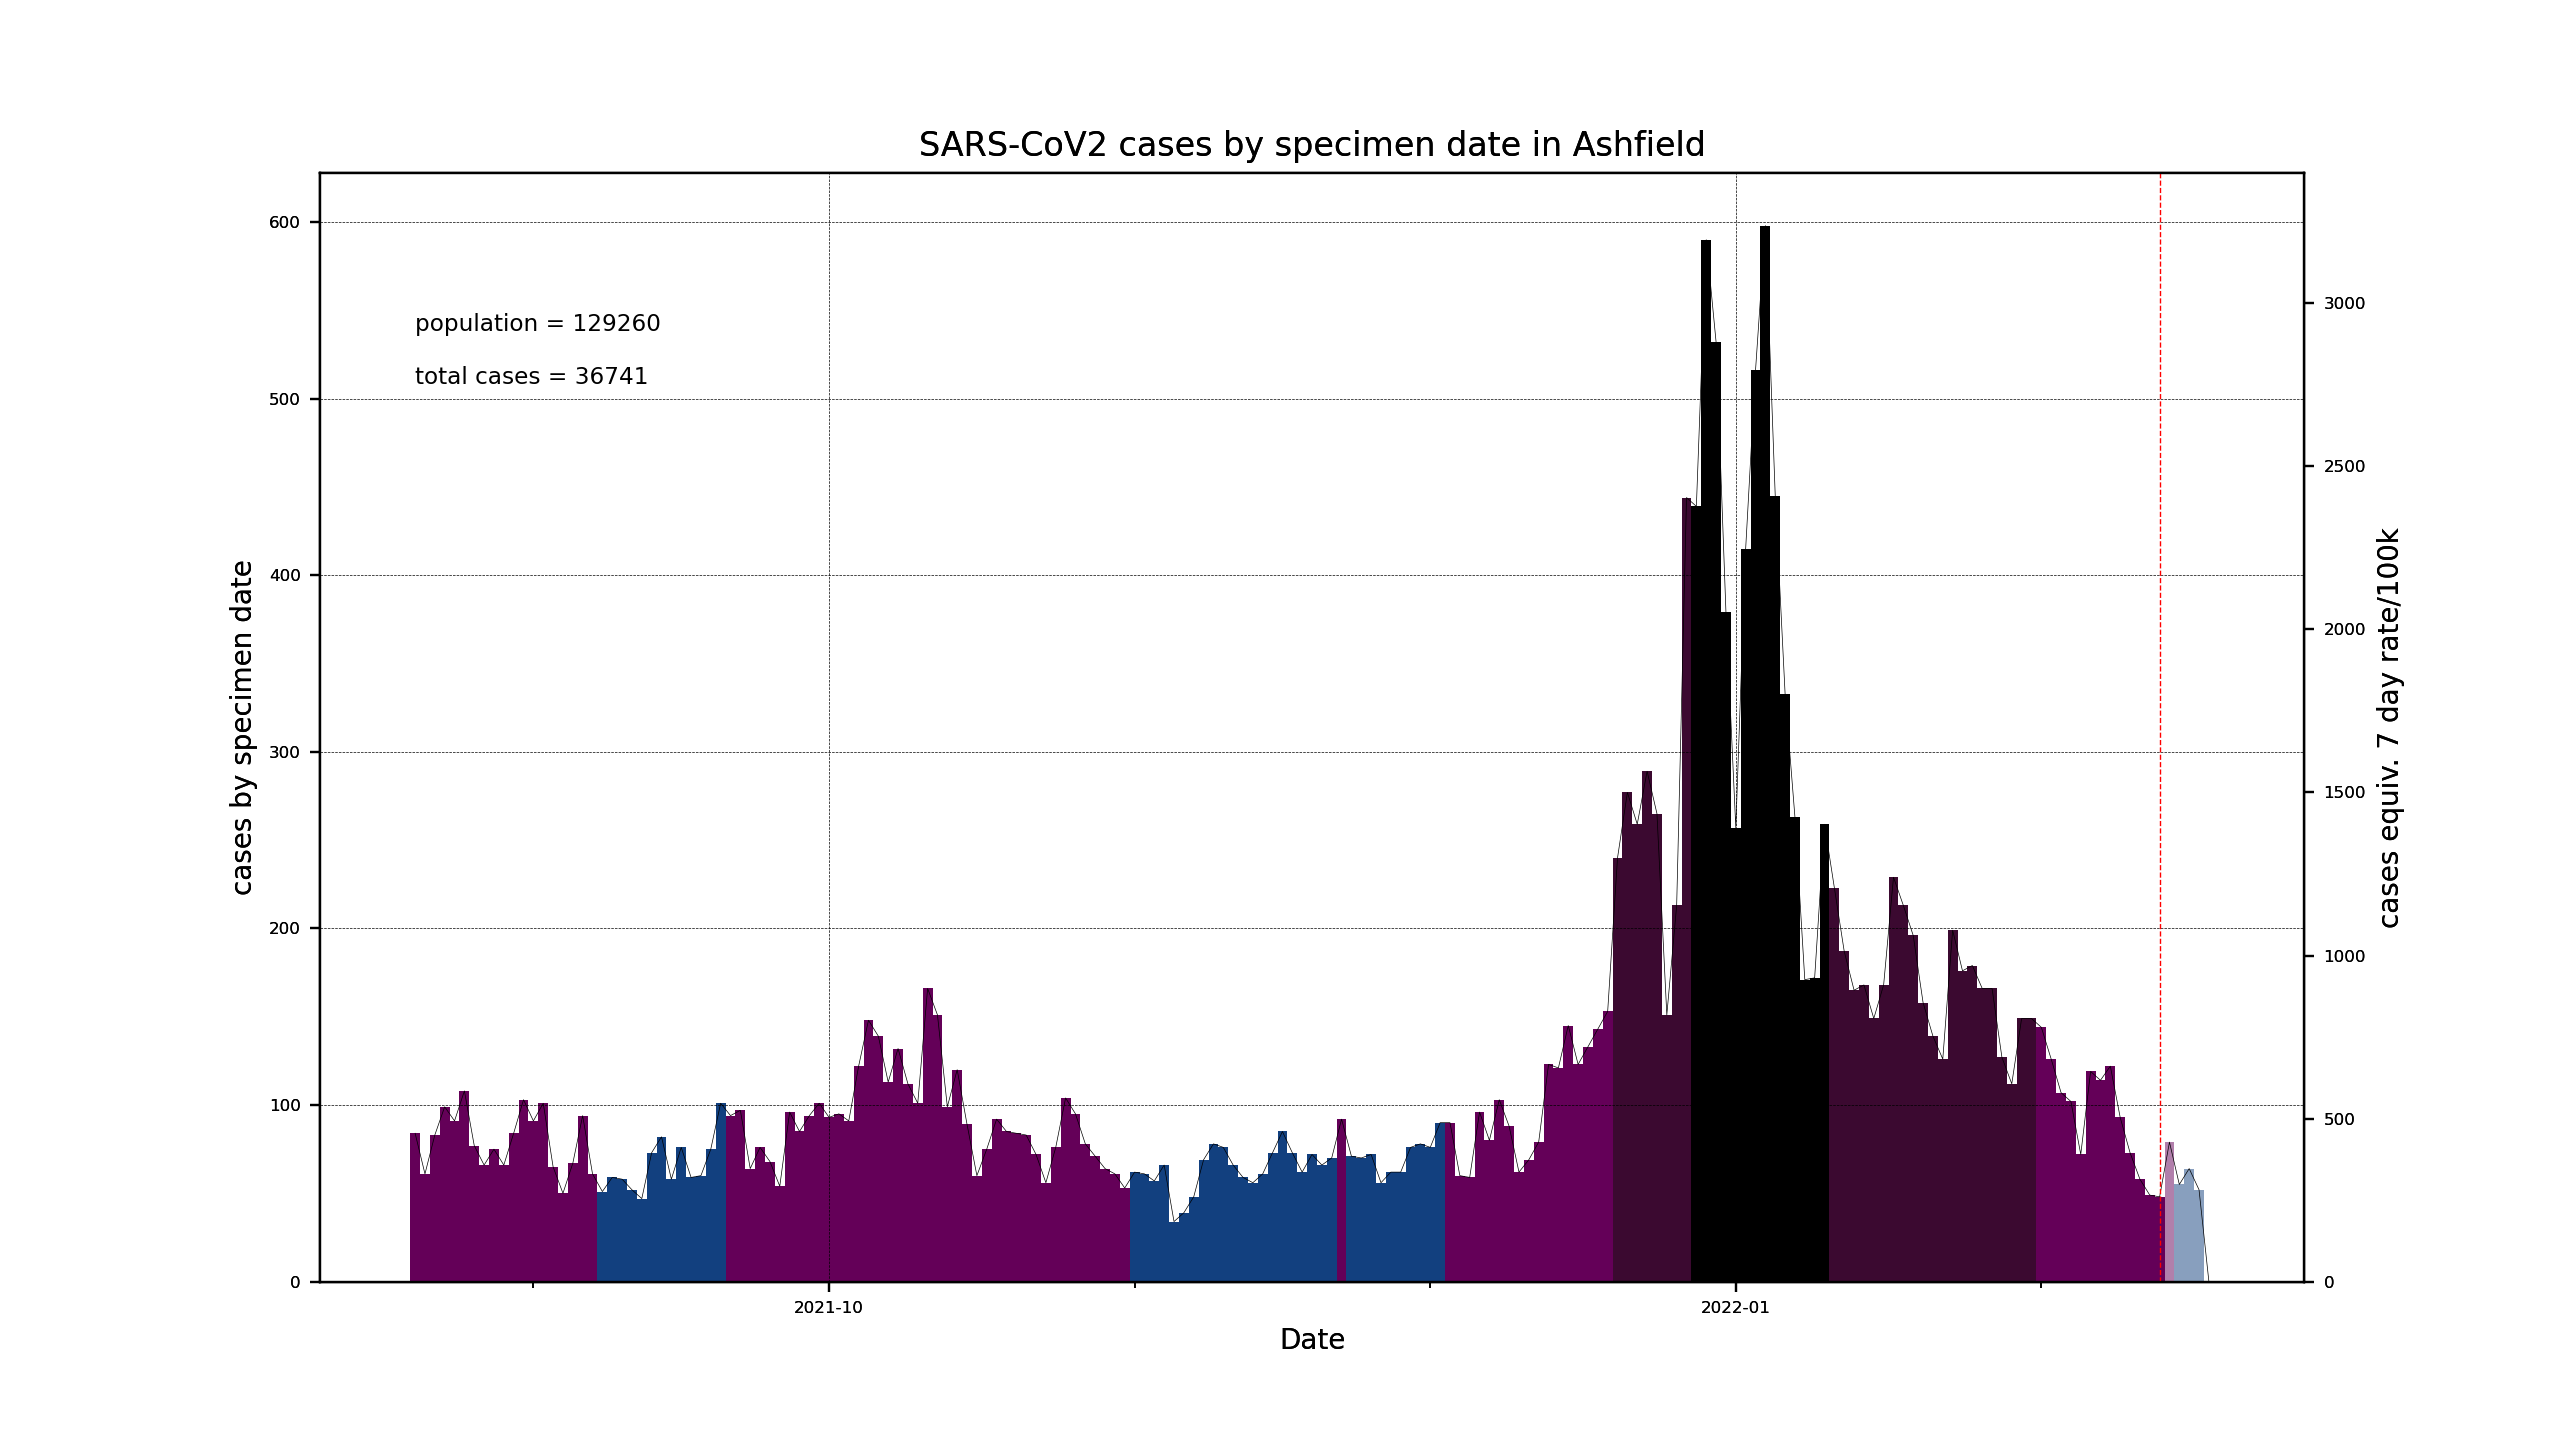 SARS-CoV2 cases by specimen date in Ashfield
population = 129260
total cases = 36741
cases by specimen date
600
500
400
300
200
100
0
3000
2500
2000
1500
1000
500
0
cases equiv. 7 day rate/100k
2021-10
2022-01
Date